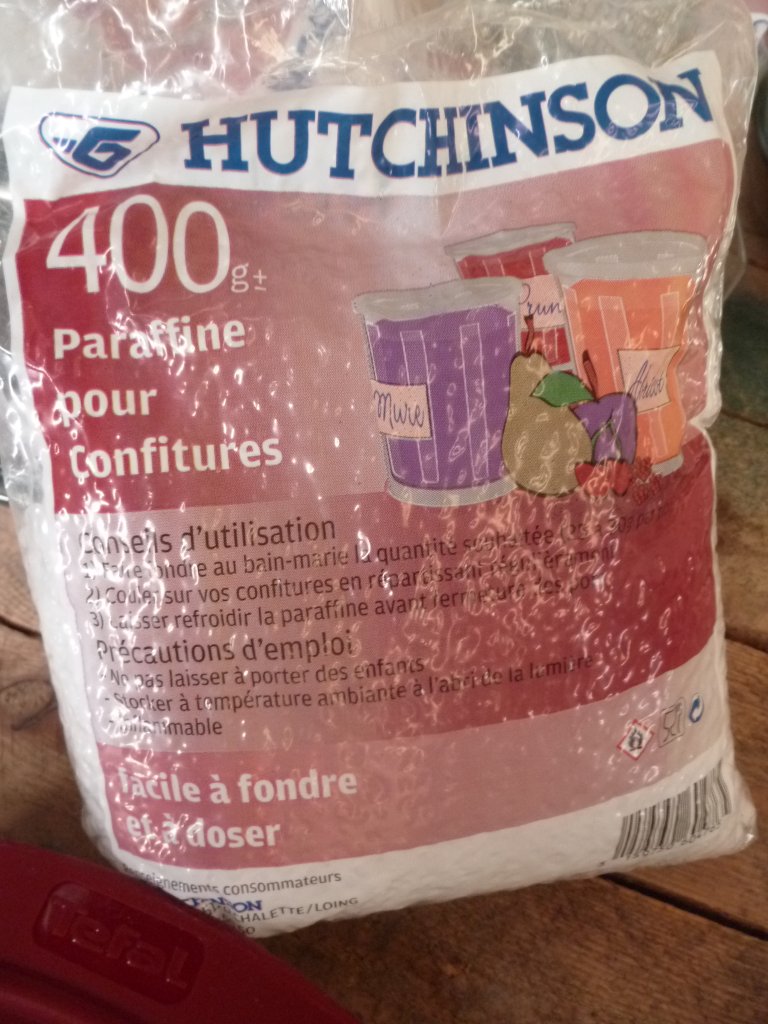 HUTCHINSON
400g±
Paraffine
pour
Confitures
Prun
Mure
Abricot
Conseils d'utilisation
1) Faire fondre au bain-marie la quantité souhaitée
2) Couler sur vos confitures en répartissant régulièrement
3) Laisser refroidir la paraffine avant fermeture des pots
Précautions d'emploi
- Ne pas laisser à porter des enfants
- Stocker à température ambiante à l'abri de la lumière
- Inflammable
facile à fondre
et à doser
consommateurs
CHALETTE/LOING
Tefal